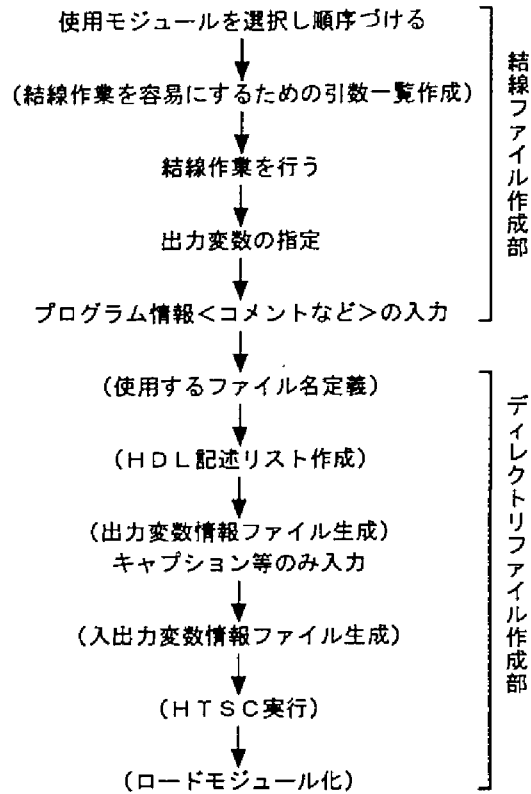 使用モジュールを選択し順序づける
(結線作業を容易にするための引数一覧作成)
結線作業を行う
出力変数の指定
プログラム情報<コメントなど>の入力
結線ファイル作成部
(使用するファイル名定義)
(HDL記述リスト作成)
(出力変数情報ファイル生成)
キャプション等のみ入力
(入出力変数情報ファイル生成)
(HTSC実行)
(ロードモジュール化)
ディレクトリファイル作成部